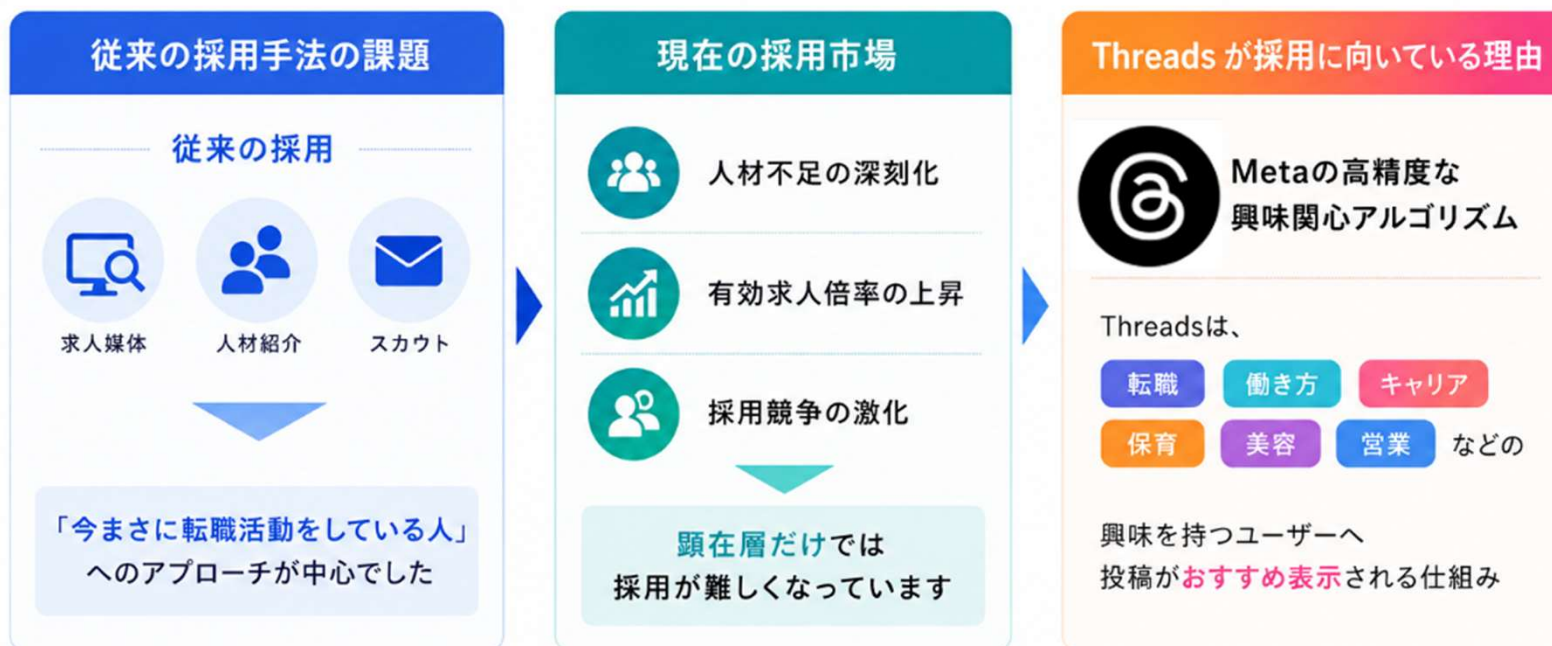 従来の採用手法の課題
従来の採用
求人媒体
人材紹介
スカウト
「今まさに転職活動をしている人」
へのアプローチが中心でした
現在の採用市場
人材不足の深刻化
有効求人倍率の上昇
採用競争の激化
顕在層だけでは
採用が難しくなっています
Threads が採用に向いている理由
Metaの高精度な
興味関心アルゴリズム
Threadsは、
転職 働き方 キャリア
保育 美容 営業 などの
興味を持つユーザーへ
投稿がおすすめ表示される仕組み